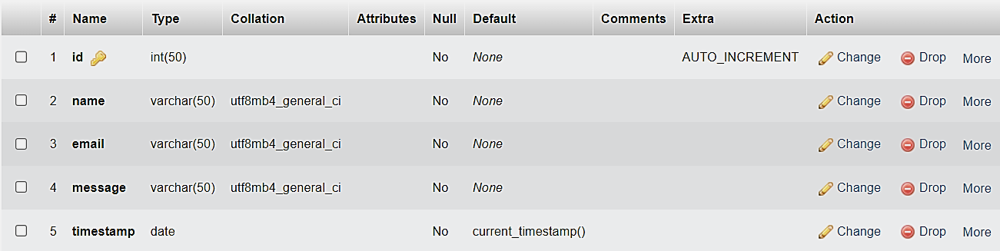 # Name Type Collation Attributes Null Default Comments Extra Action
1 id int(50) No None AUTO_INCREMENT Change Drop More
2 name varchar(50) utf8mb4_general_ci No None Change Drop More
3 email varchar(50) utf8mb4_general_ci No None Change Drop More
4 message varchar(50) utf8mb4_general_ci No None Change Drop More
5 timestamp date No current_timestamp() Change Drop More